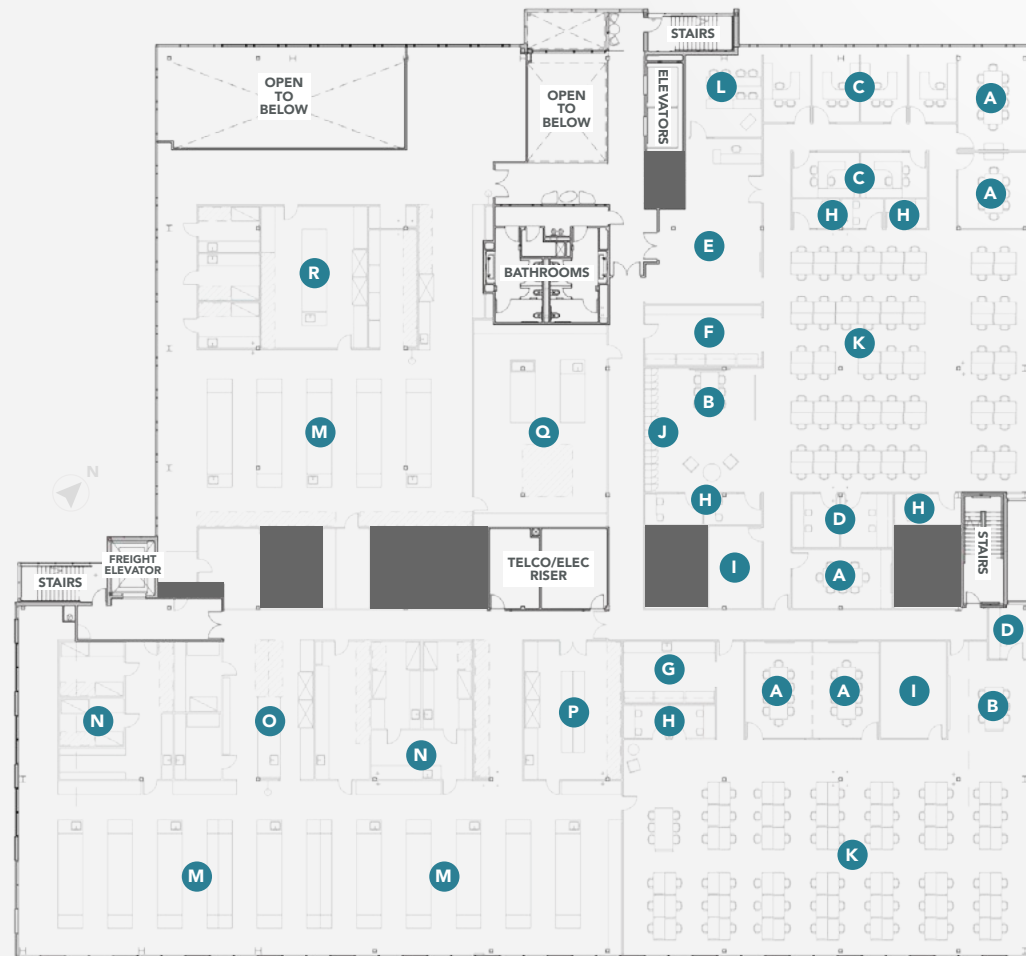 STAIRS
OPEN
TO
BELOW
OPEN
TO
BELOW
ELEVATORS
L
C
A
C
A
H
H
E
BATHROOMS
R
F
K
B
M
Q
J
H
D
H
N
STAIRS
I
A
FREIGHT
ELEVATOR
STAIRS
TELCO/ELEC
RISER
D
G
A
A
I
B
H
N
O
P
N
K
M
M